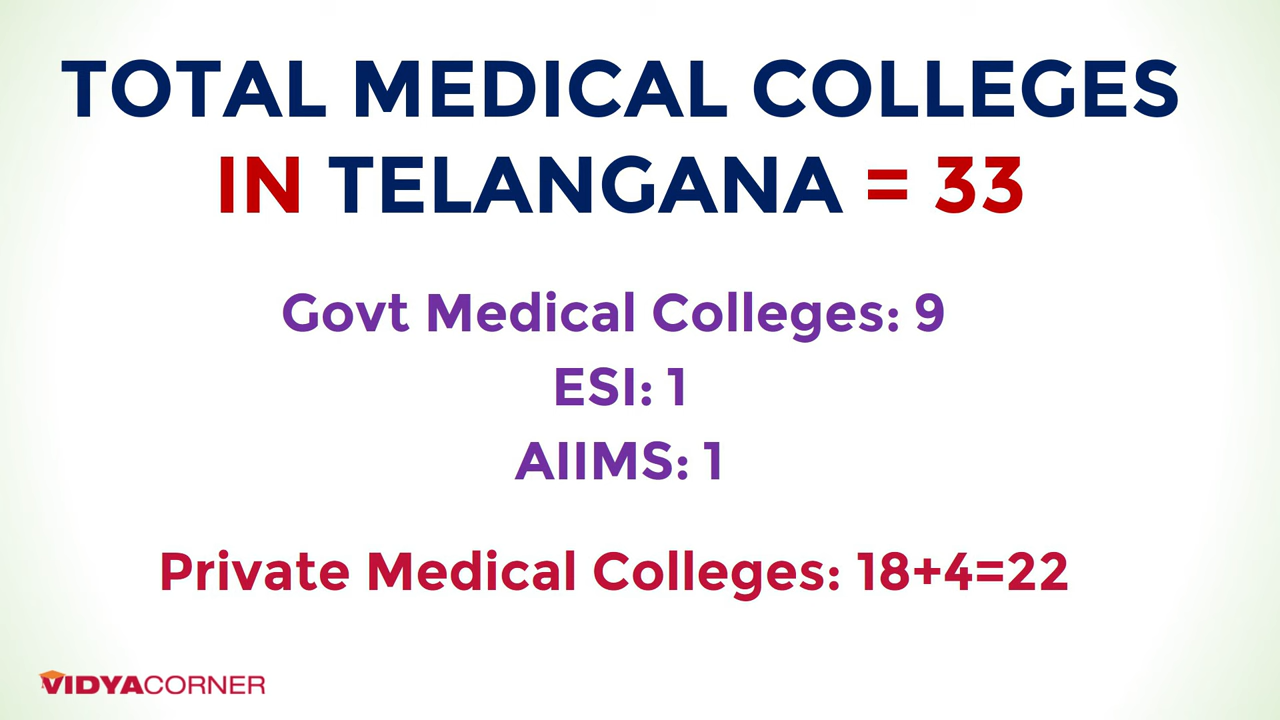 TOTAL MEDICAL COLLEGES
IN TELANGANA = 33
Govt Medical Colleges: 9
ESI: 1
AIIMS: 1
Private Medical Colleges: 18+4=22
VIDYACORNER